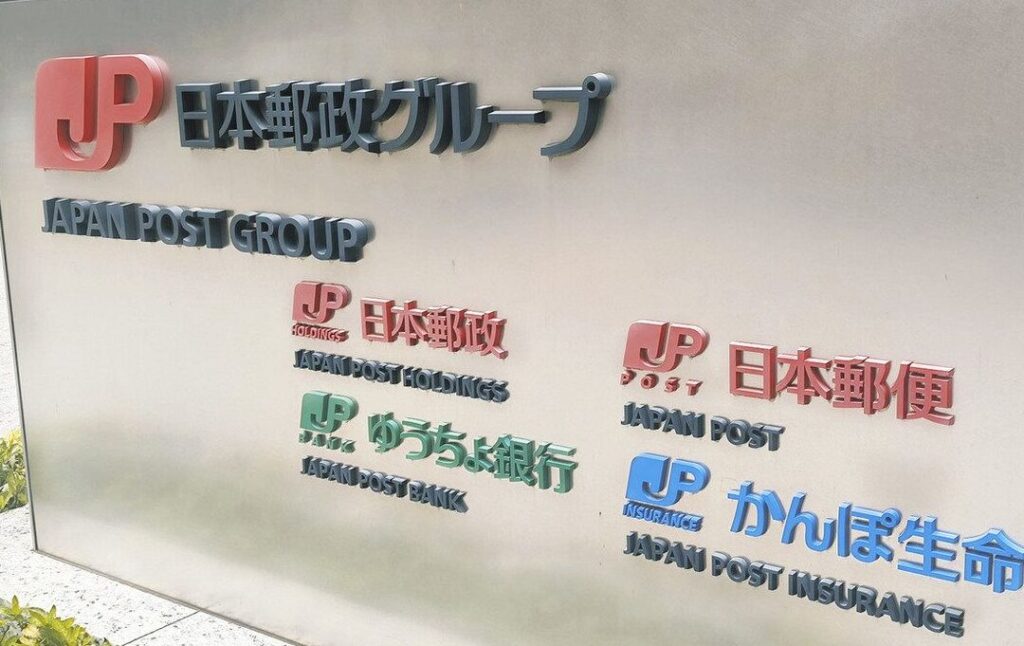 JP 日本郵政グループ
JAPAN POST GROUP
JP HOLDINGS 日本郵政
JAPAN POST HOLDINGS
JP BANK ゆうちょ銀行
JAPAN POST BANK
JP POST 日本郵便
JAPAN POST
JP INSURANCE かんぽ生命
JAPAN POST INSURANCE